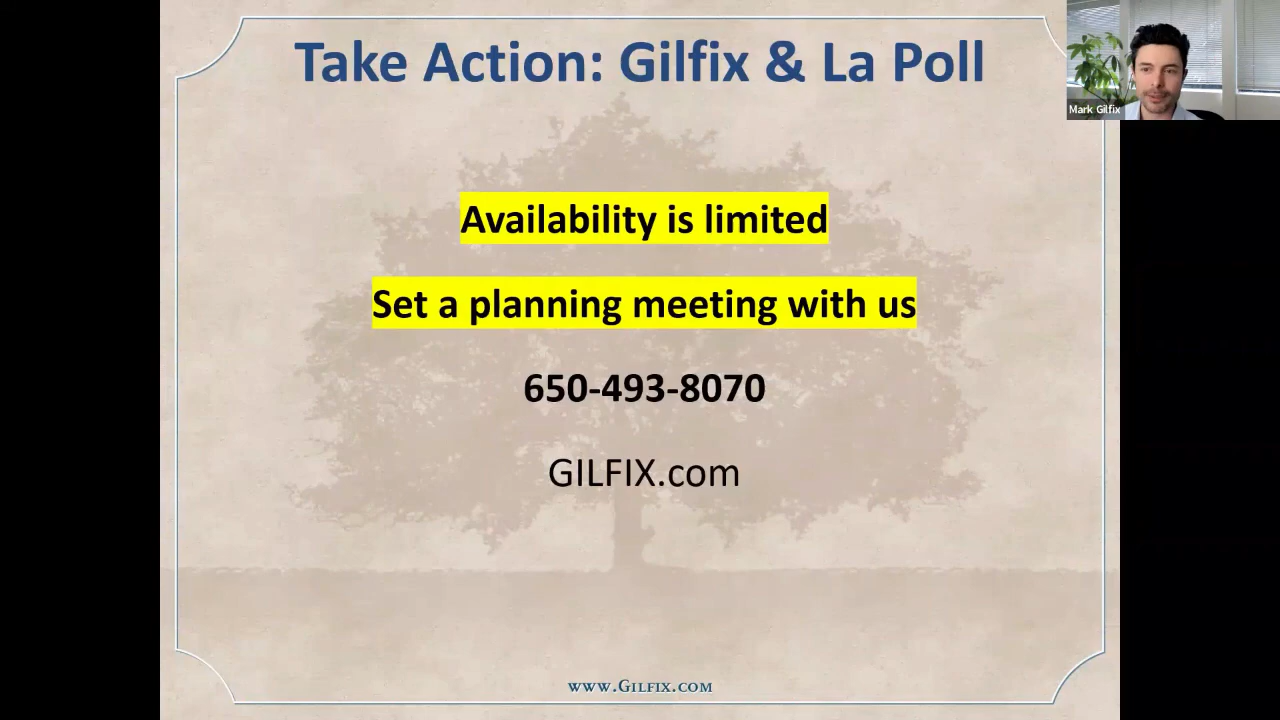 Take Action: Gilfix & La Poll
Mark Gilfix
Availability is limited
Set a planning meeting with us
650-493-8070
GILFIX.com
www.Gilfix.com